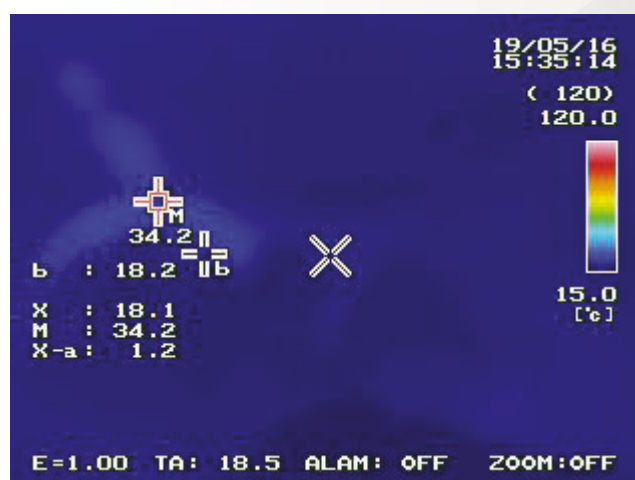 19/05/16
15:35:14
( 120)
120.0
M
34.2
b
b : 18.2
15.0
[°c]
X : 18.1
M : 34.2
X-a: 1.2
E=1.00 TA: 18.5 ALAM: OFF ZOOM:OFF